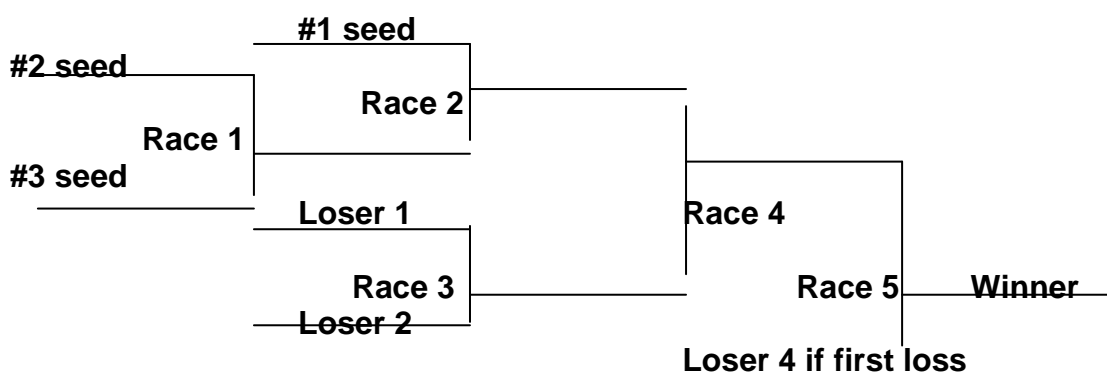 #1 seed
#2 seed
Race 2
Race 1
#3 seed
Loser 1
Race 4
Race 3
Race 5
Winner
Loser 2
Loser 4 if first loss